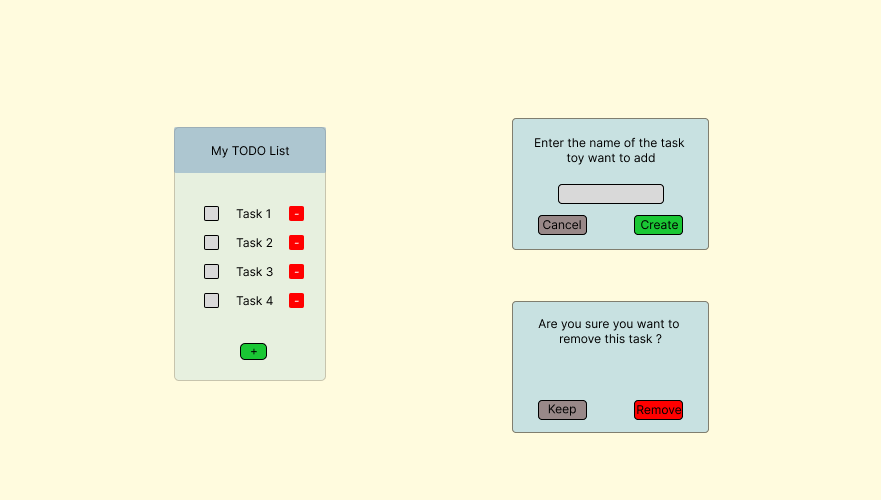 My TODO List
Task 1 -
Task 2 -
Task 3 -
Task 4 -
+
Enter the name of the task
toy want to add
Cancel Create
Are you sure you want to
remove this task ?
Keep Remove